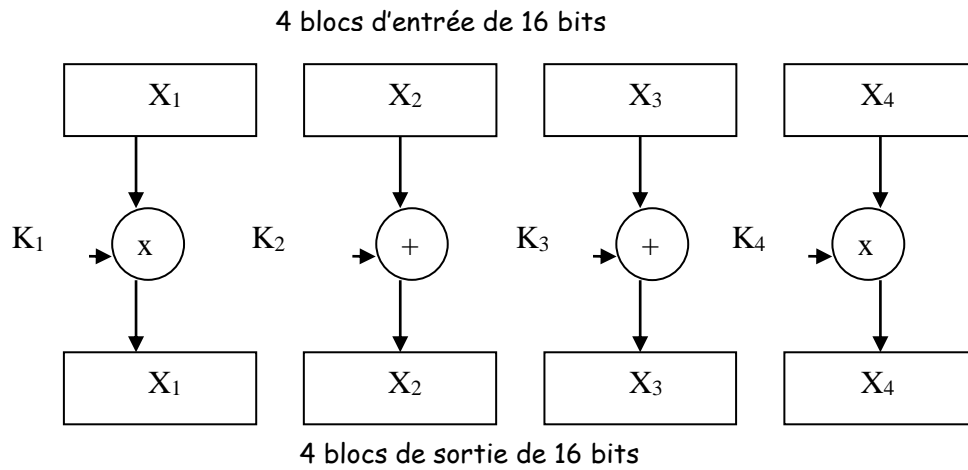 4 blocs d'entrée de 16 bits
X₁ X₂ X₃ X₄
K₁ x K₂ + K₃ + K₄ x
X₁ X₂ X₃ X₄
4 blocs de sortie de 16 bits